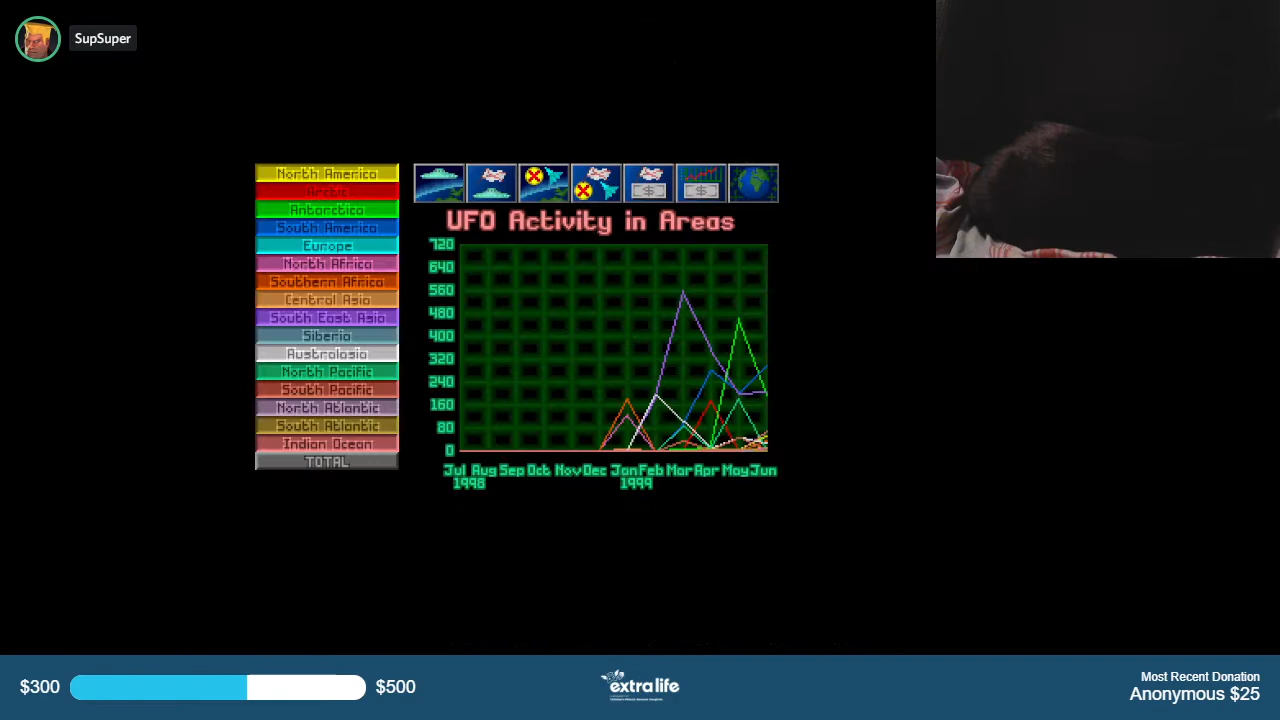 SupSuper
North America
Arctic
Antarctica
South America
Europe
North Africa
Southern Africa
Central Asia
South East Asia
Siberia
Australasia
North Pacific
South Pacific
North Atlantic
South Atlantic
Indian Ocean
TOTAL
UFO Activity in Areas
720
640
560
480
400
320
240
160
80
0
Jul Aug Sep Oct Nov Dec Jan Feb Mar Apr May Jun
1998 1999
$300 $500
extralife
Most Recent Donation
Anonymous $25